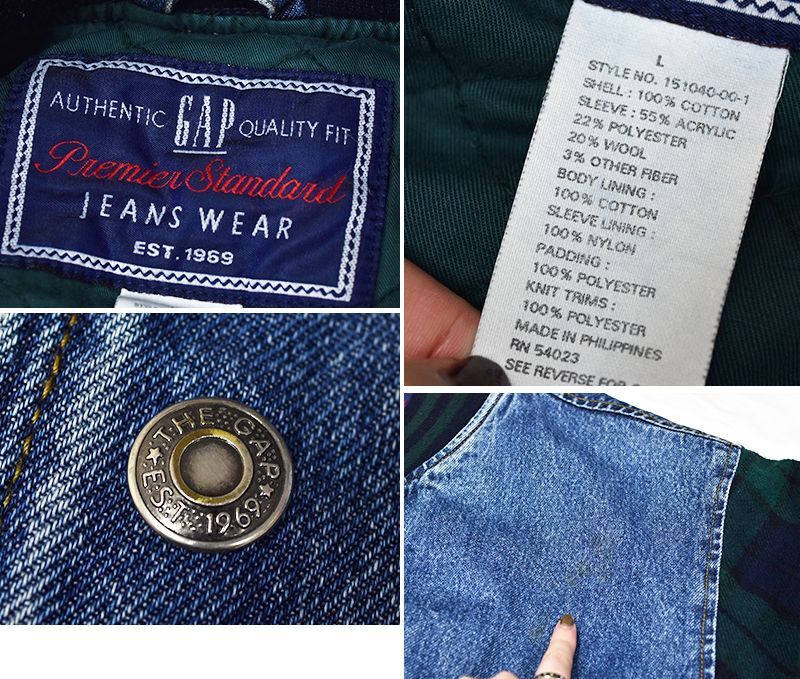 AUTHENTIC GAP QUALITY FIT
Premier Standard
JEANS WEAR
EST. 1969
L
STYLE NO. 151040-00-1
SHELL : 100% COTTON
SLEEVE : 55% ACRYLIC
22% POLYESTER
20% WOOL
3% OTHER FIBER
BODY LINING :
100% COTTON
SLEEVE LINING :
100% NYLON
PADDING :
100% POLYESTER
KNIT TRIMS :
100% POLYESTER
MADE IN PHILIPPINES
RN 54023
SEE REVERSE FOR
THE GAP
EST. 1969